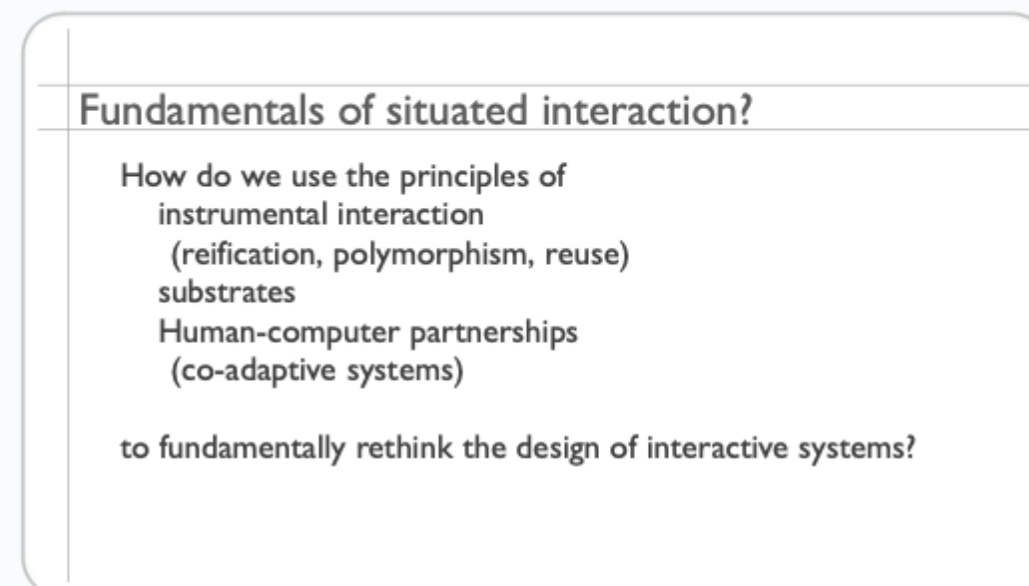 Fundamentals of situated interaction?
How do we use the principles of
instrumental interaction
(reification, polymorphism, reuse)
substrates
Human-computer partnerships
(co-adaptive systems)
to fundamentally rethink the design of interactive systems?